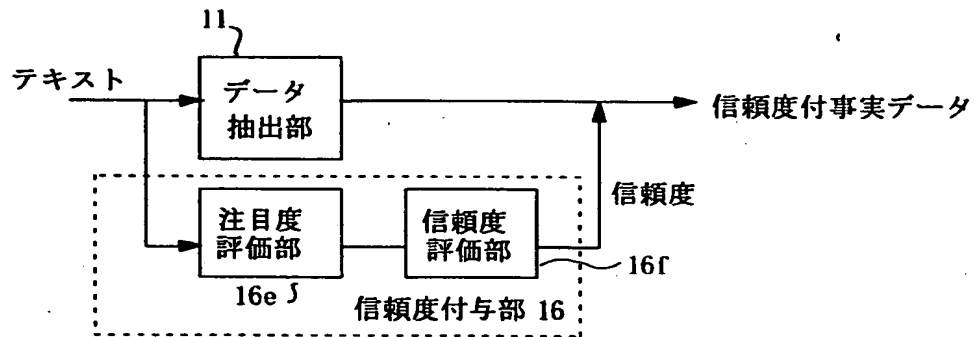 11
テキスト
データ
抽出部
信頼度付事実データ
注目度
評価部
信頼度
評価部
信頼度
16e
16f
信頼度付与部 16